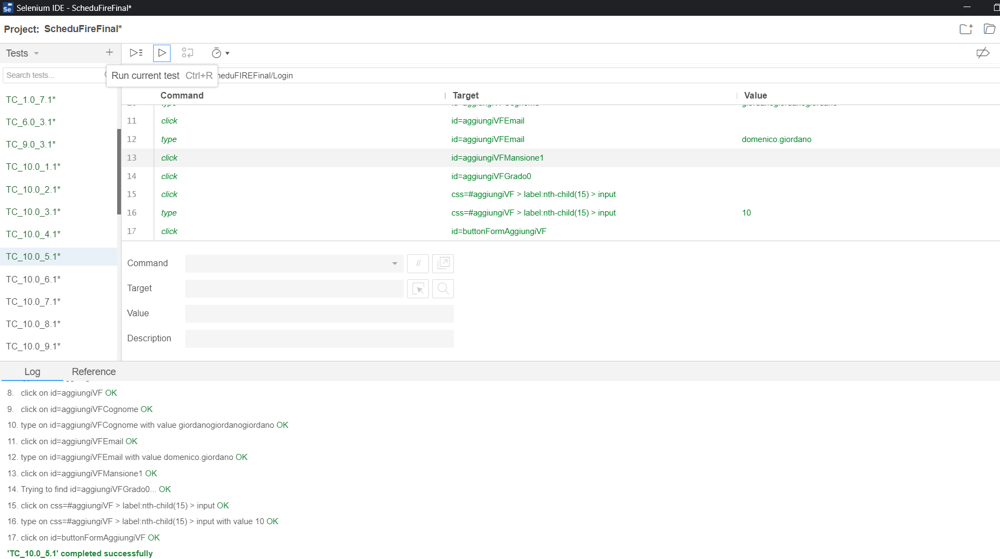 Selenium IDE - ScheduFireFinal*
Project: ScheduFireFinal*
Tests
Search tests...
Run current test Ctrl+R
heduFIREFinal/Login
Command Target Value
11 click id=aggiungiVFEmail
12 type id=aggiungiVFEmail domenico.giordano
13 click id=aggiungiVFMansione1
14 click id=aggiungiVFGrado0
15 click css=#aggiungiVF > label:nth-child(15) > input
16 type css=#aggiungiVF > label:nth-child(15) > input 10
17 click id=buttonFormAggiungiVF
TC_1.0_7.1*
TC_6.0_3.1*
TC_9.0_3.1*
TC_10.0_1.1*
TC_10.0_2.1*
TC_10.0_3.1*
TC_10.0_4.1*
TC_10.0_5.1*
TC_10.0_6.1*
TC_10.0_7.1*
TC_10.0_8.1*
TC_10.0_9.1*
Command //
Target
Value
Description
Log Reference
8. click on id=aggiungiVF OK
9. click on id=aggiungiVFCognome OK
10. type on id=aggiungiVFCognome with value giordanogiordanogiordano OK
11. click on id=aggiungiVFEmail OK
12. type on id=aggiungiVFEmail with value domenico.giordano OK
13. click on id=aggiungiVFMansione1 OK
14. Trying to find id=aggiungiVFGrado0... OK
15. click on css=#aggiungiVF > label:nth-child(15) > input OK
16. type on css=#aggiungiVF > label:nth-child(15) > input with value 10 OK
17. click on id=buttonFormAggiungiVF OK
'TC_10.0_5.1' completed successfully